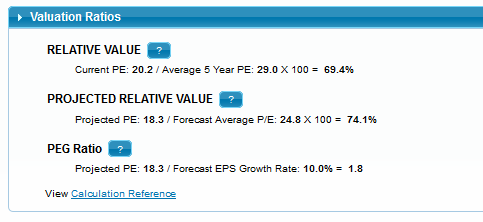 Valuation Ratios
RELATIVE VALUE ?
Current PE: 20.2 / Average 5 Year PE: 29.0 X 100 = 69.4%
PROJECTED RELATIVE VALUE ?
Projected PE: 18.3 / Forecast Average P/E: 24.8 X 100 = 74.1%
PEG Ratio ?
Projected PE: 18.3 / Forecast EPS Growth Rate: 10.0% = 1.8
View Calculation Reference